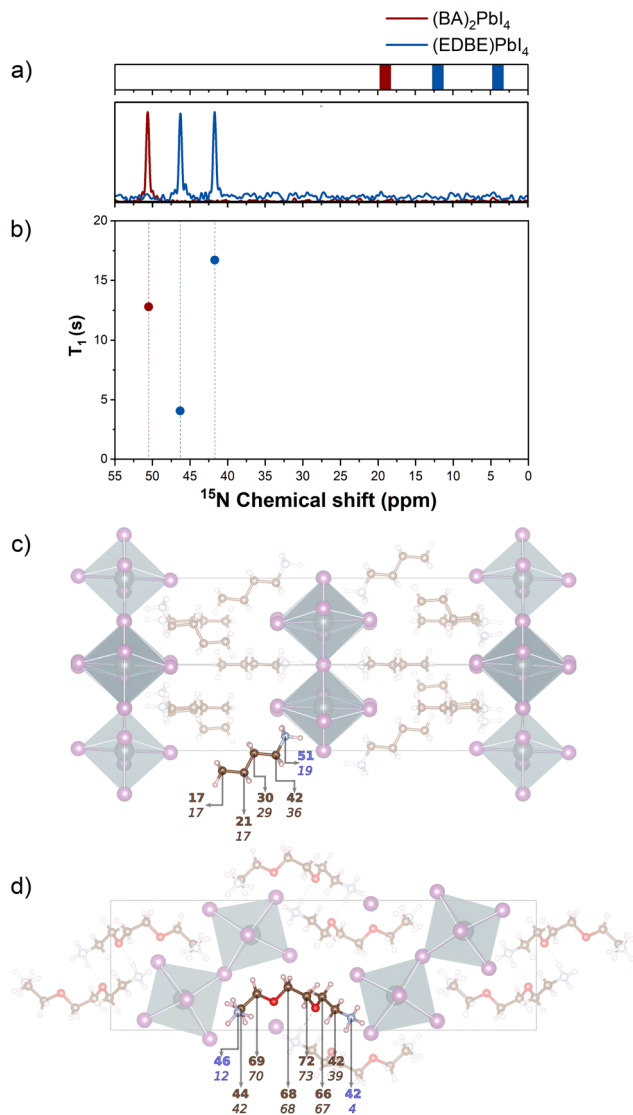 (BA)₂PbI₄
(EDBE)PbI₄
a)
b)
20
15
10
5
0
T₁ (s)
55 50 45 40 35 30 25 20 15 10 5 0
¹⁵N Chemical shift (ppm)
c)
51
19
17 30 42
17 29 36
21
17
d)
46 69 72 42 42
12 70 73 39 4
44 68 66
42 68 67